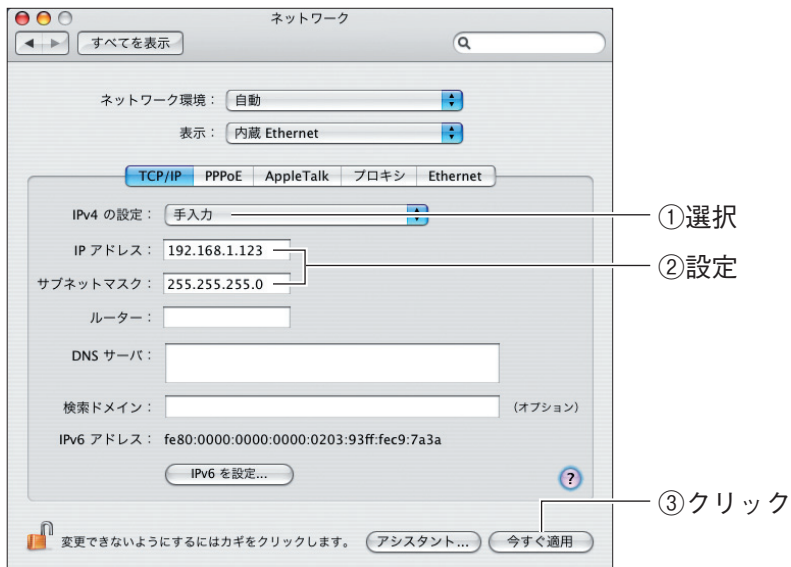 ネットワーク
すべてを表示
ネットワーク環境： 自動
表示： 内蔵 Ethernet
TCP/IP PPPoE AppleTalk プロキシ Ethernet
IPv4 の設定： 手入力
①選択
IP アドレス： 192.168.1.123
②設定
サブネットマスク： 255.255.255.0
ルーター：
DNS サーバ：
検索ドメイン： (オプション)
IPv6 アドレス： fe80:0000:0000:0000:0203:93ff:fec9:7a3a
IPv6 を設定...
?
③クリック
変更できないようにするにはカギをクリックします。 アシスタント... 今すぐ適用